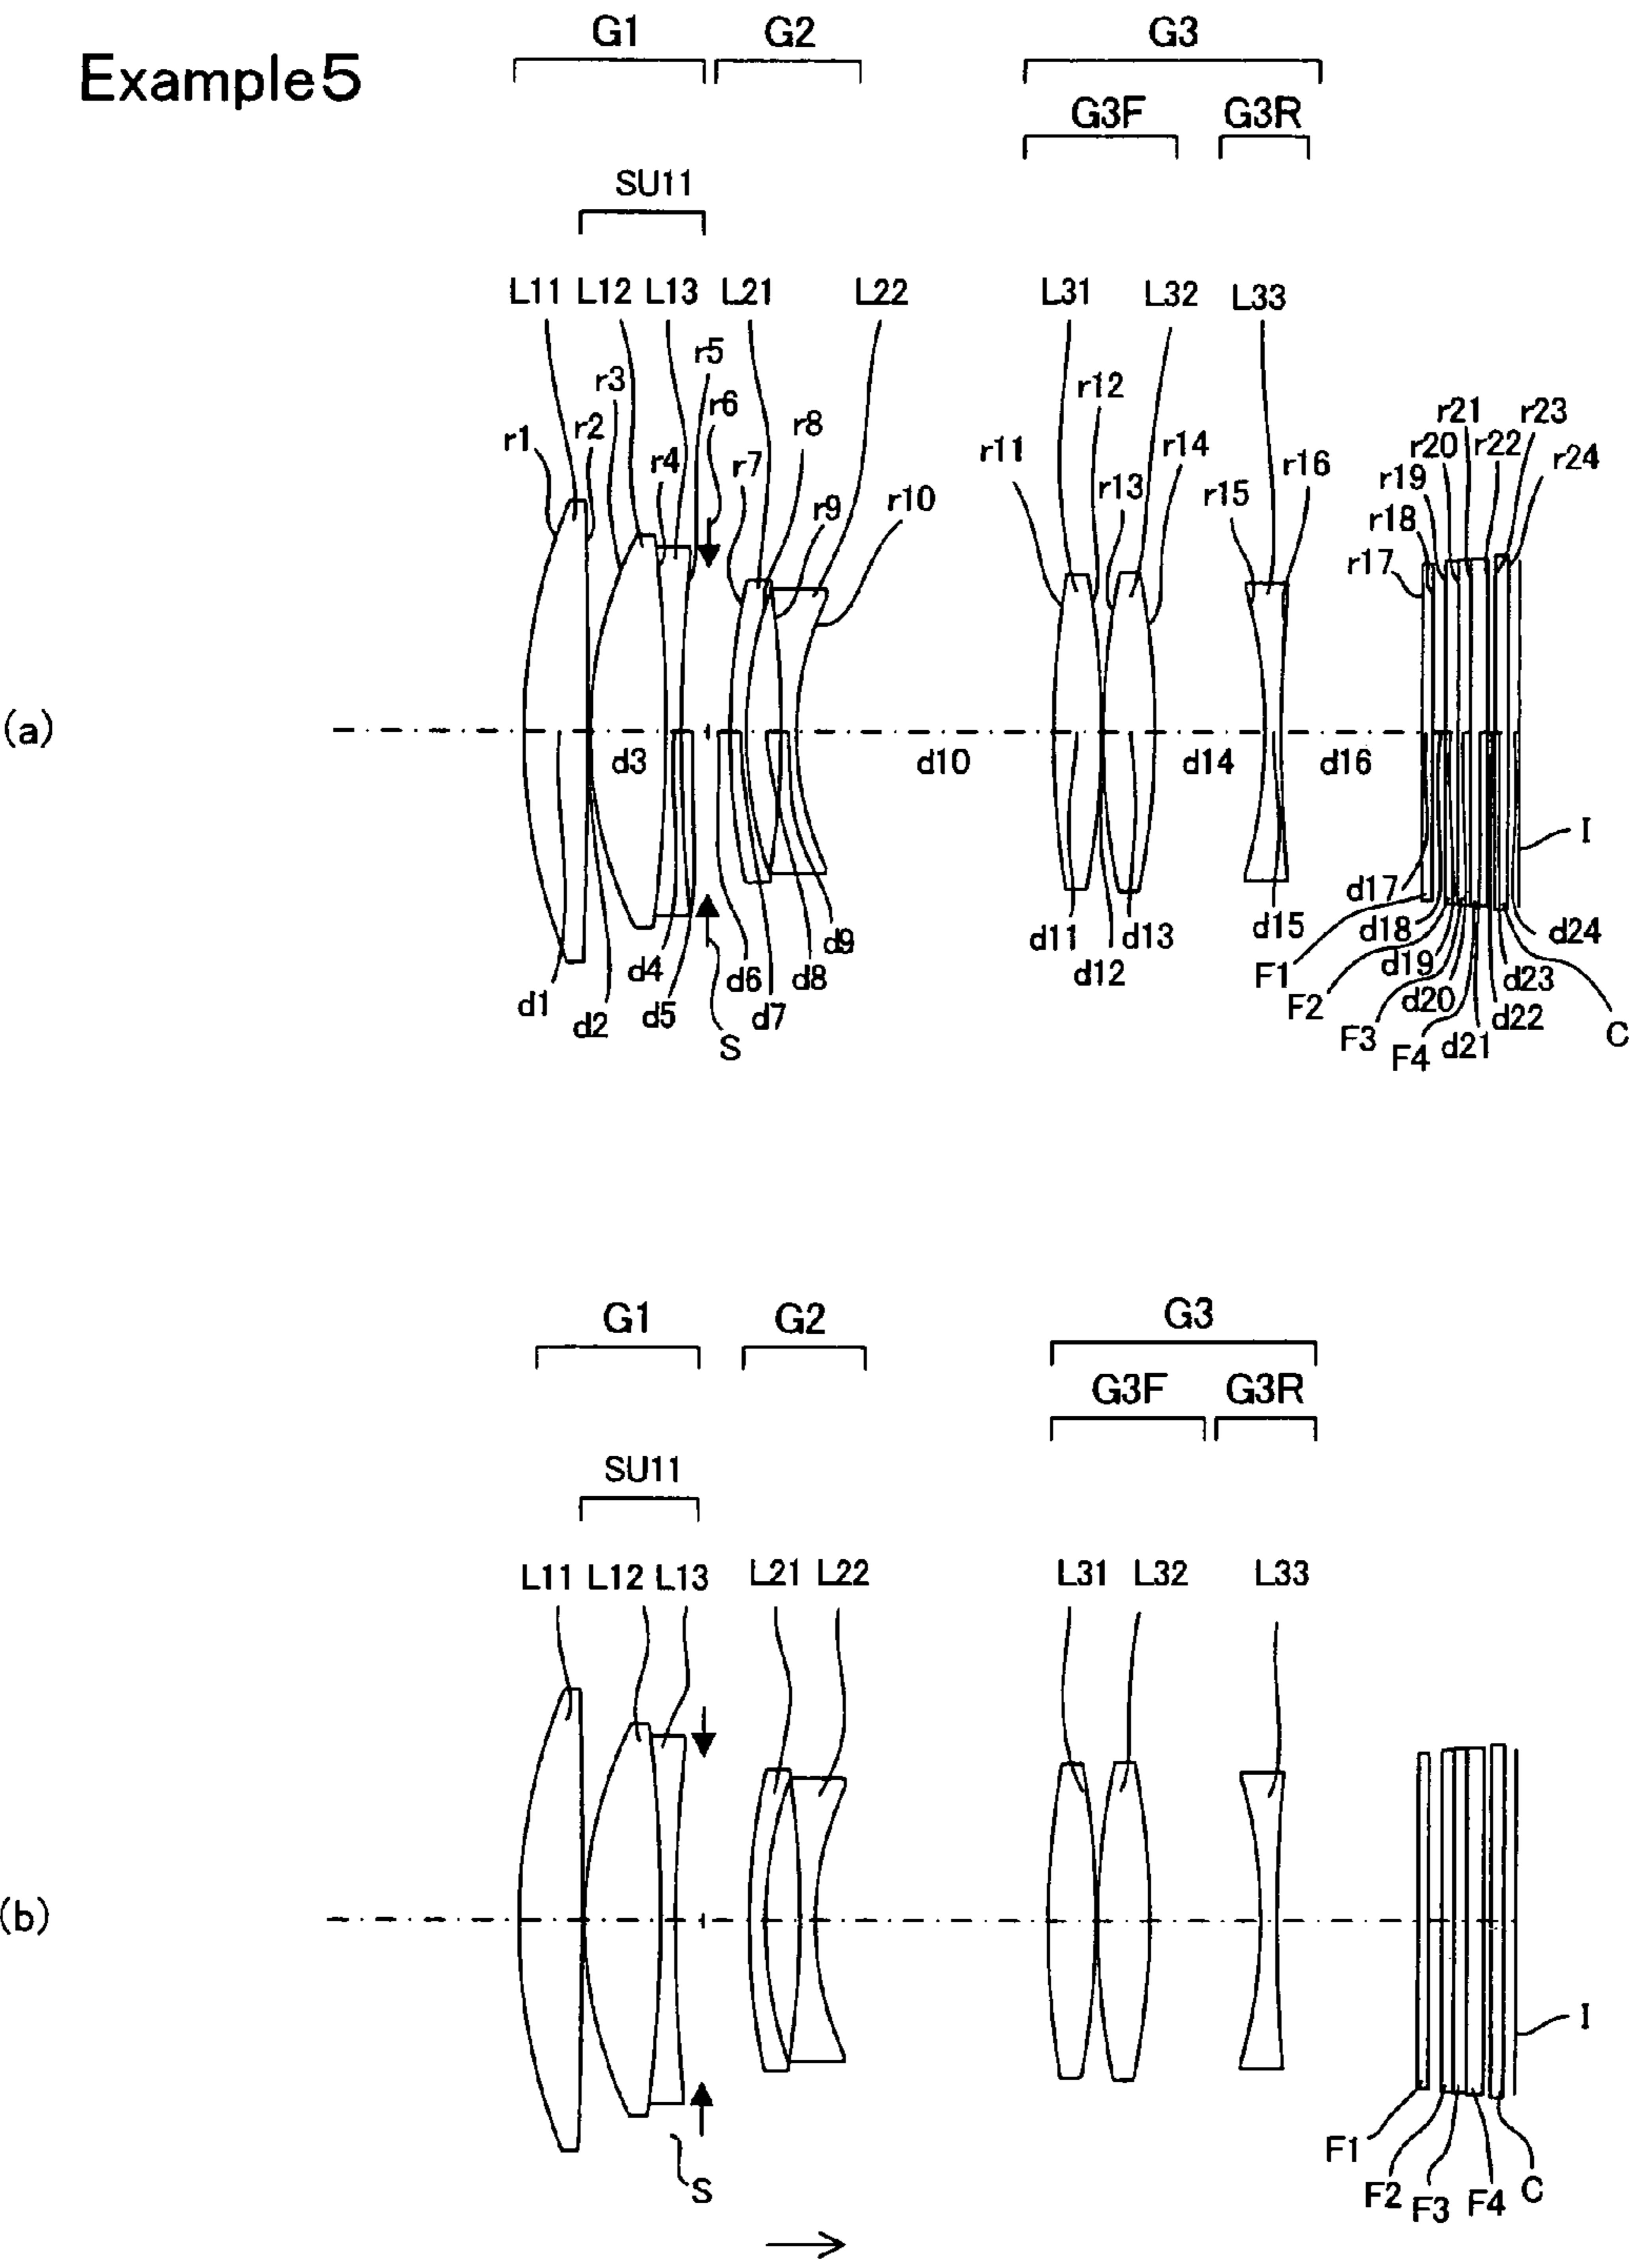 Example5
G1 G2 G3
G3F G3R
SU11
L11 L12 L13 L21 L22 L31 L32 L33
r1 r2 r3 r4 r5 r6 r7 r8 r9 r10 r11 r12 r13 r14 r15 r16 r17 r18 r19 r20 r21 r22 r23 r24
(a)
d3 d10 d14 d16
I
d1 d2 d4 d5 d6 d7 d8 d9 d11 d12 d13 d15 d17 d18 d19 d20 d21 d22 d23 d24
S
F1 F2 F3 F4 C
G1 G2 G3
G3F G3R
SU11
L11 L12 L13 L21 L22 L31 L32 L33
(b)
I
S
F1 F2 F3 F4 C